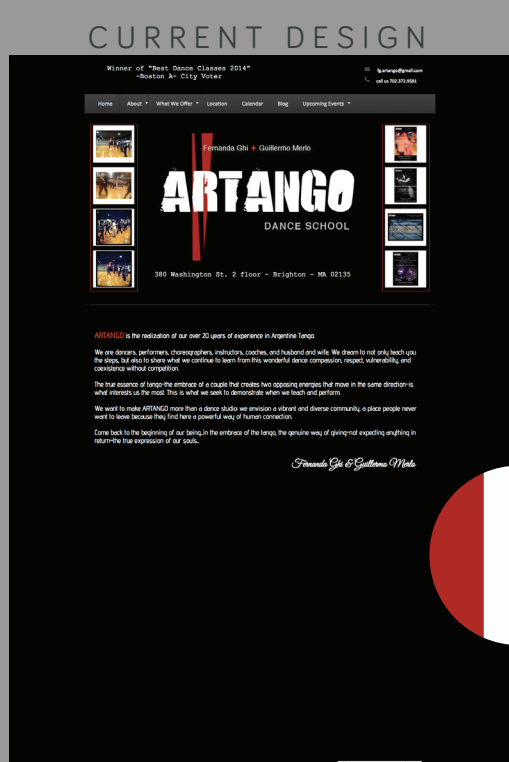 CURRENT DESIGN
Winner of "Best Dance Classes 2014"
-Boston A- City Voter
fg.artango@gmail.com
call us 702.372.9581
Home About What We Offer Location Calendar Blog Upcoming Events
Fernanda Ghi + Guillermo Merlo
ARTANGO
DANCE SCHOOL
380 Washington St. 2 floor - Brighton - MA 02135
ARTANGO is the realization of our over 20 years of experience in Argentine Tango.
We are dancers, performers, choreographers, instructors, coaches, and husband and wife. We dream to not only teach you
the steps, but also to share what we continue to learn from this wonderful dance compassion, respect, vulnerability, and
coexistence without competition.
The true essence of tango-the embrace of a couple that creates two opposing energies that move in the same direction-is
what interests us the most. This is what we seek to demonstrate when we teach and perform.
We want to make ARTANGO more than a dance studio we envision a vibrant and diverse community, a place people never
want to leave because they find here a powerful way of human connection.
Come back to the beginning of our being...in the embrace of the tango, the genuine way of giving-not expecting anything in
return-the true expression of our souls..
Fernanda Ghi & Guillermo Merlo